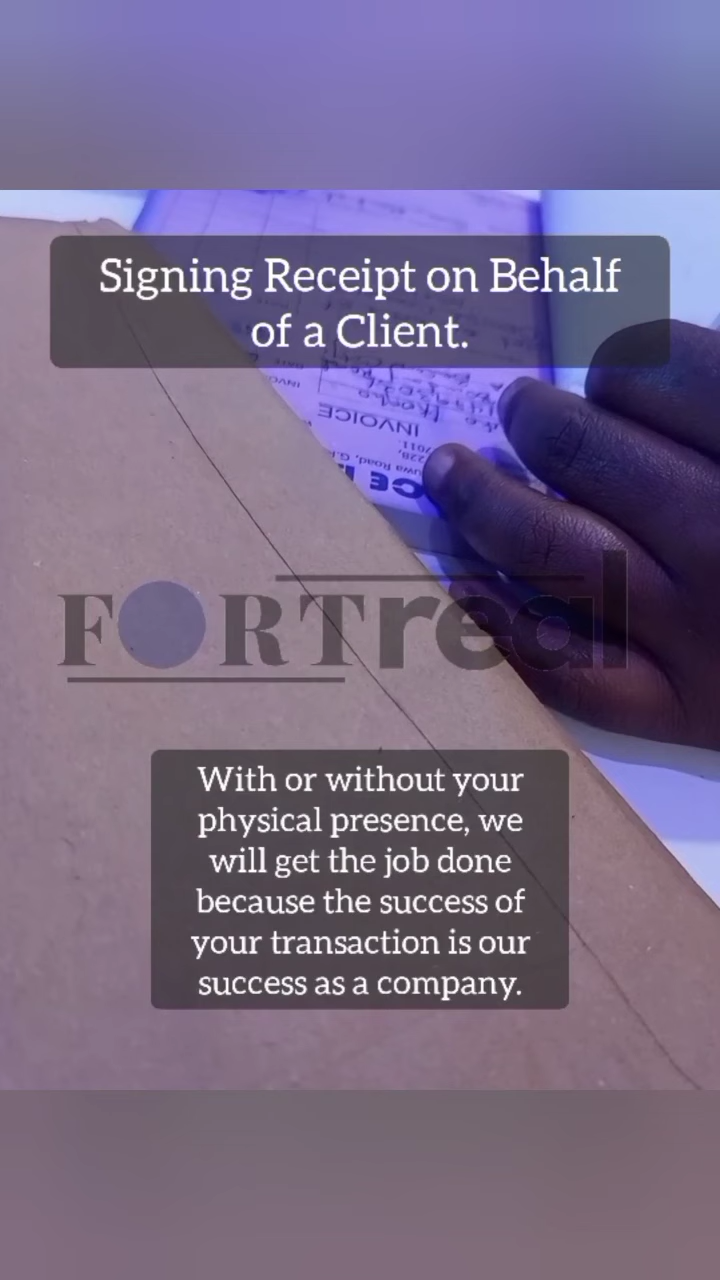 Signing Receipt on Behalf
of a Client.
INVOICE
FORTreal
With or without your
physical presence, we
will get the job done
because the success of
your transaction is our
success as a company.